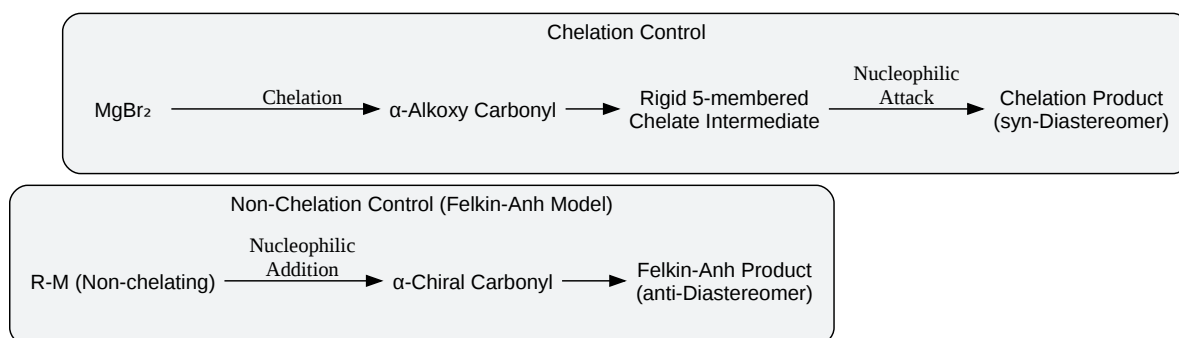 Chelation Control
MgBr₂
Chelation
α-Alkoxy Carbonyl
Rigid 5-membered
Chelate Intermediate
Nucleophilic
Attack
Chelation Product
(syn-Diastereomer)
Non-Chelation Control (Felkin-Anh Model)
R-M (Non-chelating)
Nucleophilic
Addition
α-Chiral Carbonyl
Felkin-Anh Product
(anti-Diastereomer)